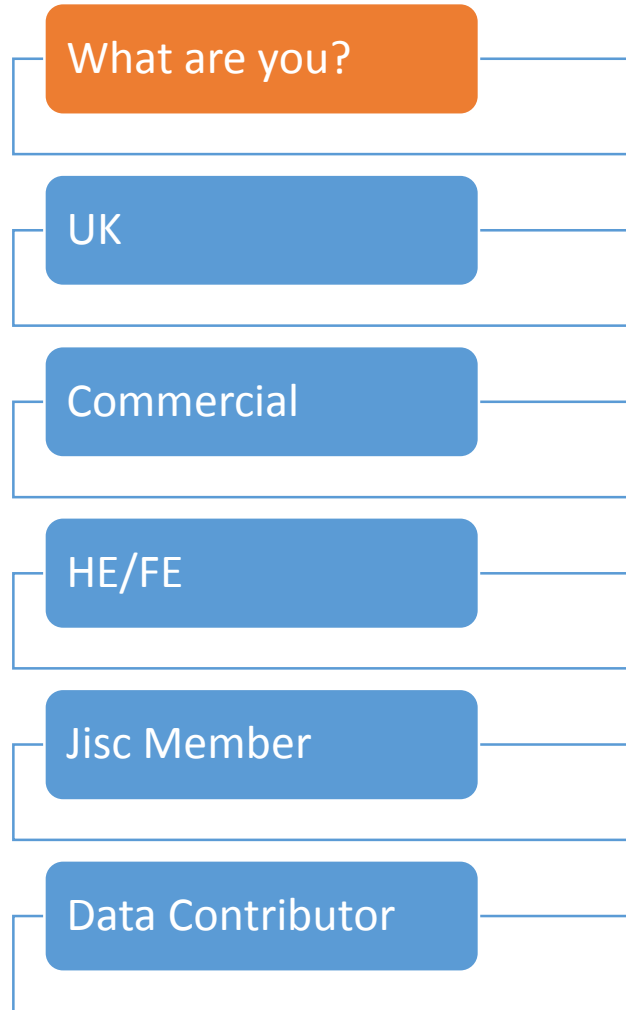 What are you?
UK
Commercial
HE/FE
Jisc Member
Data Contributor